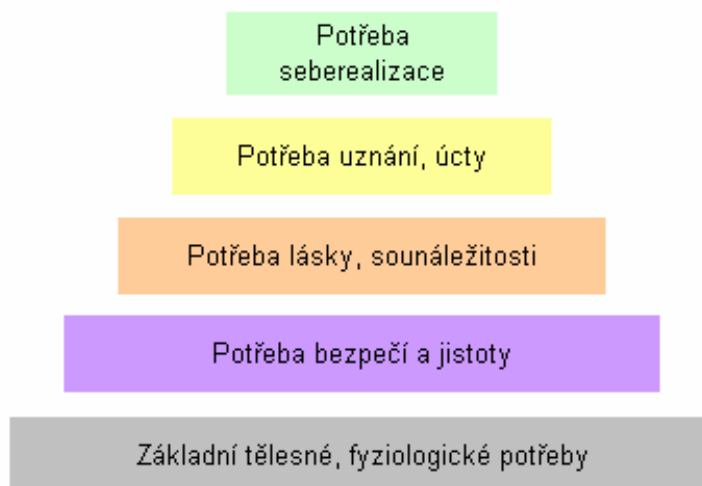 Potřeba
seberealizace
Potřeba uznání, úcty
Potřeba lásky, sounáležitosti
Potřeba bezpečí a jistoty
Základní tělesné, fyziologické potřeby